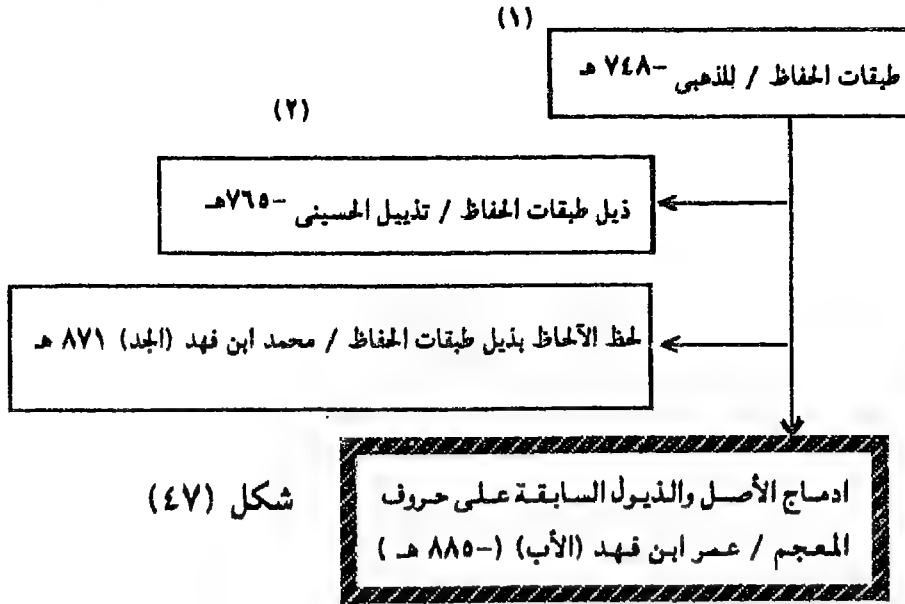 (١)
طبقات الحفاظ / للذهبى -٧٤٨ هـ
(٢)
ذيل طبقات الحفاظ / تذييل الحسينى -٧٦٥هـ
لحظ الآلحاظ بذيل طبقات الحفاظ / محمد ابن فهد (الجد) ٨٧١ هـ
ادماج الأصل والذيول السابقة على حروف
المعجم / عمر ابن فهد (الأب) (-٨٨٥ هـ )
شكل (٤٧)